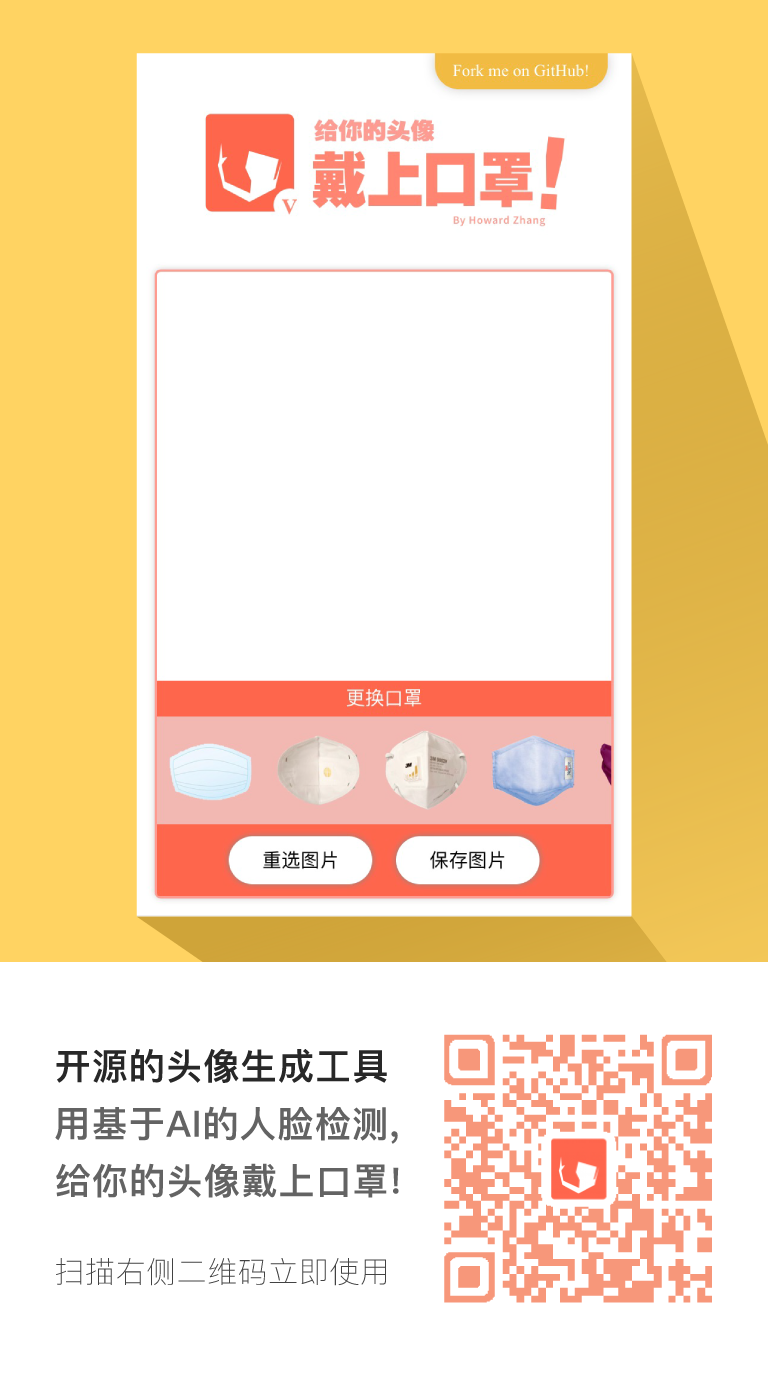 Fork me on GitHub!
给你的头像
戴上口罩!
V
By Howard Zhang
更换口罩
3M
重选图片
保存图片
开源的头像生成工具
用基于AI的人脸检测,
给你的头像戴上口罩!
扫描右侧二维码立即使用